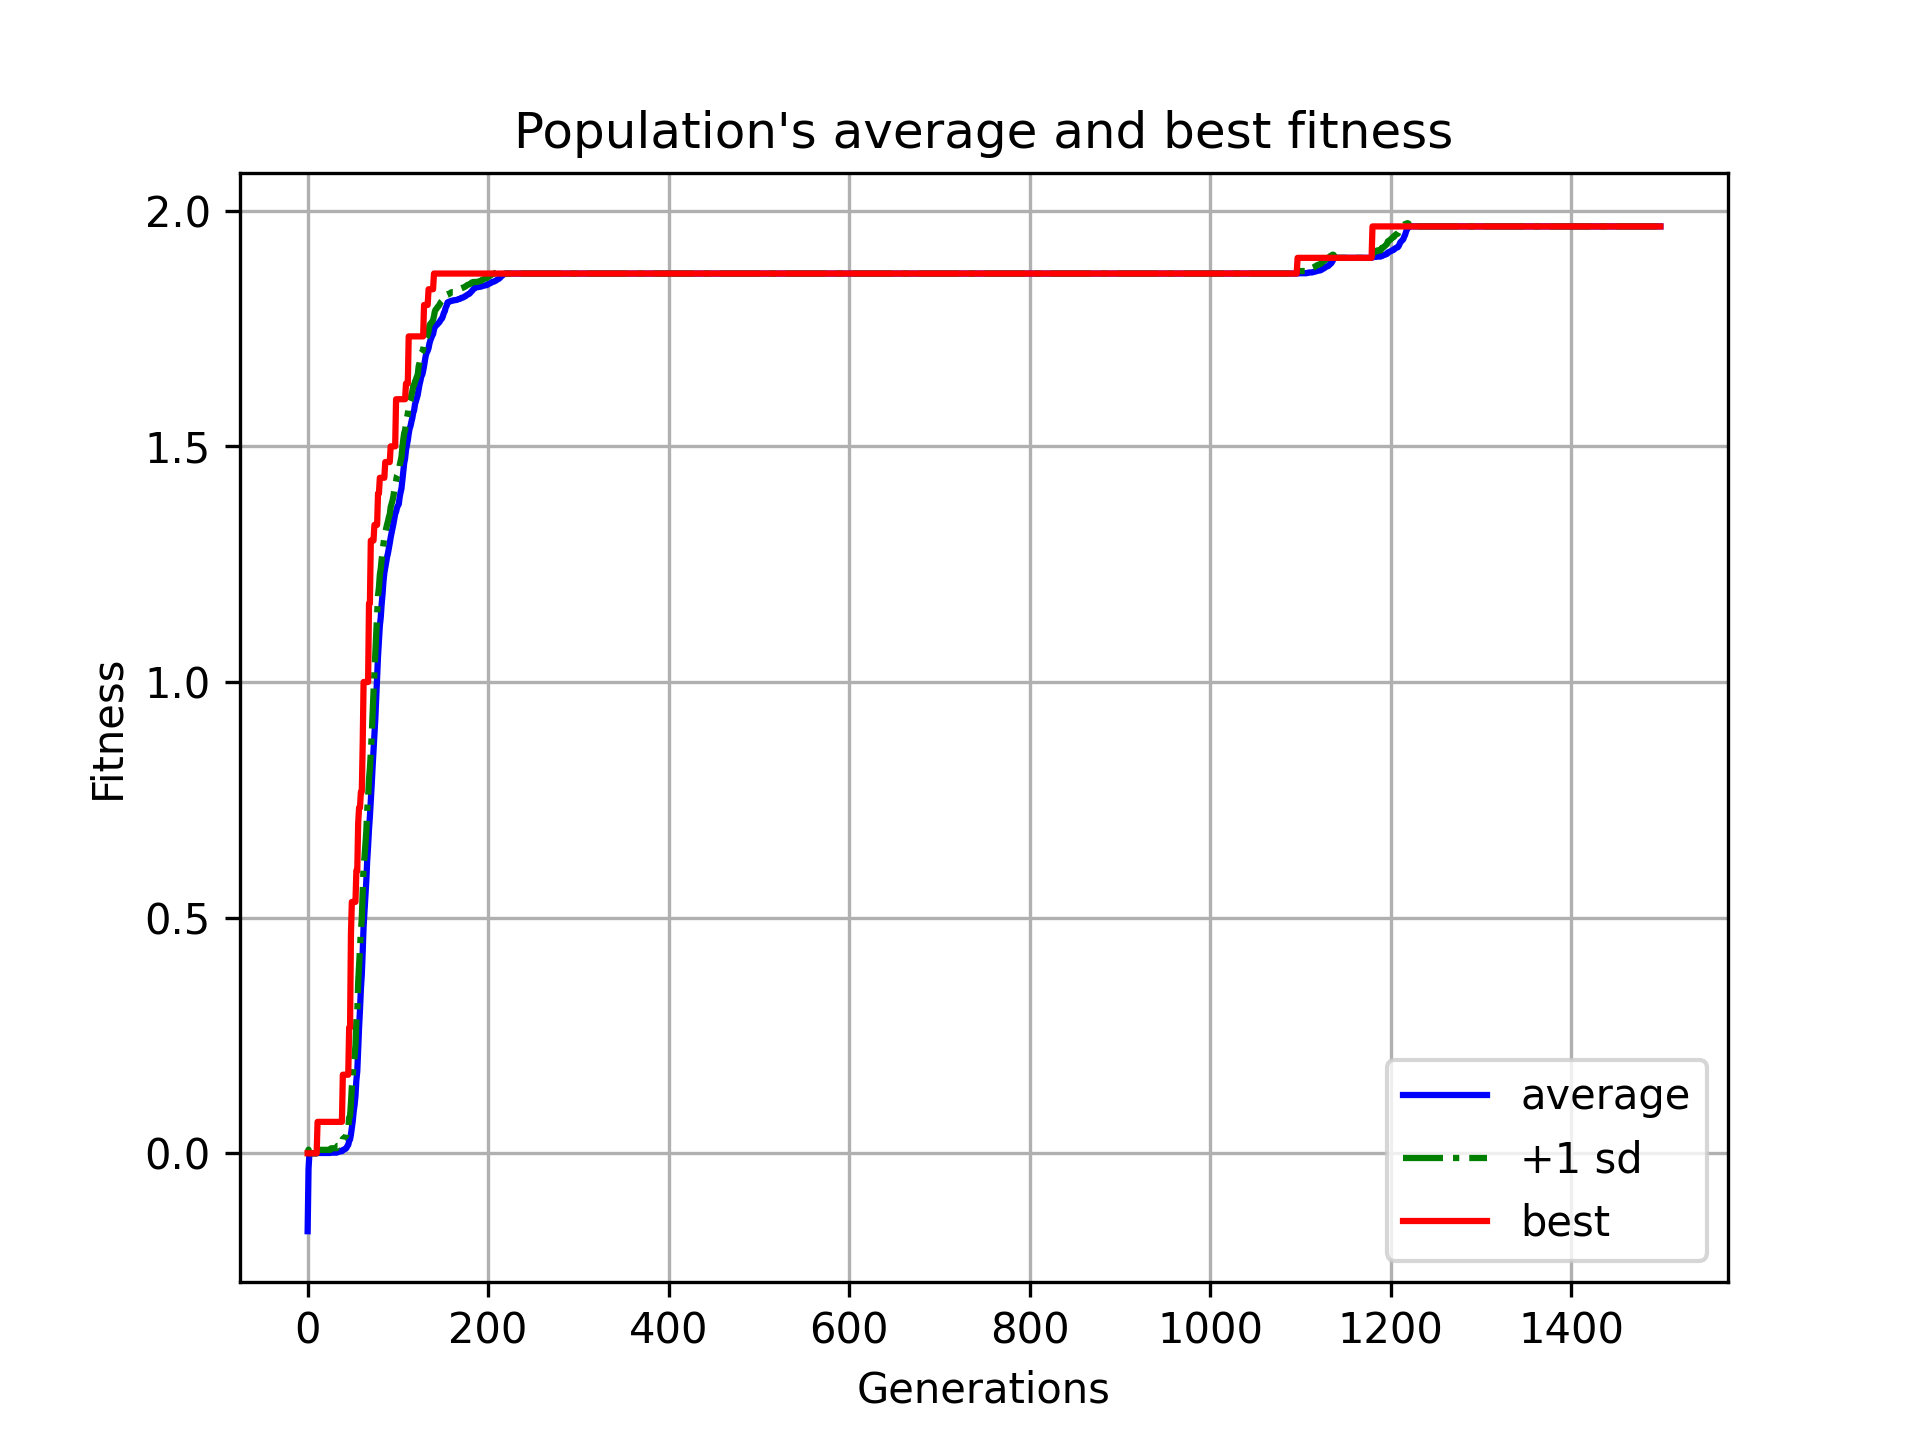 Population's average and best fitness
2.0
1.5
1.0
0.5
0.0
Fitness
0 200 400 600 800 1000 1200 1400
Generations
average
+1 sd
best